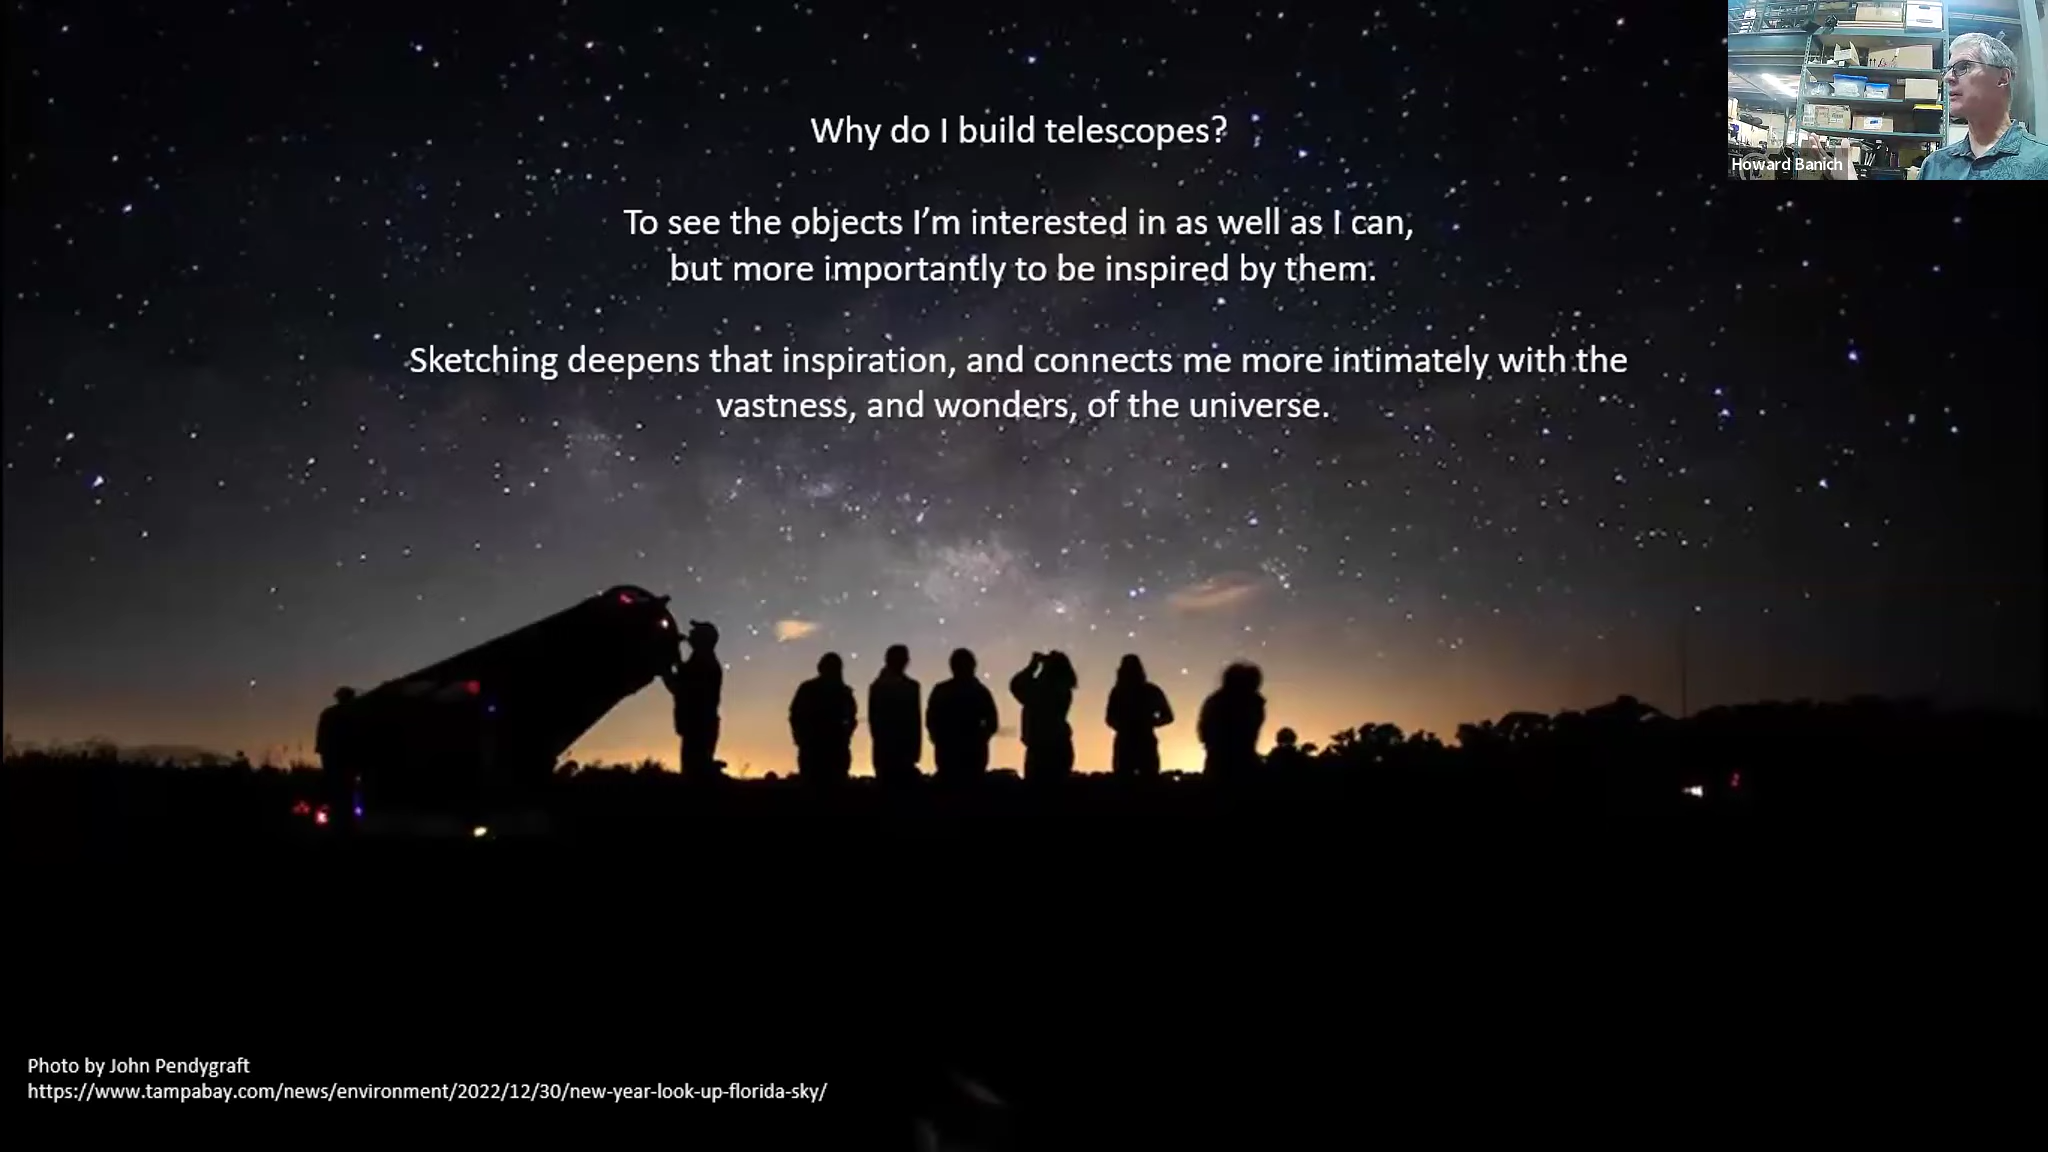 Why do I build telescopes?
To see the objects I’m interested in as well as I can,
but more importantly to be inspired by them.
Sketching deepens that inspiration, and connects me more intimately with the
vastness, and wonders, of the universe.
Howard Banich
Photo by John Pendygraft
https://www.tampabay.com/news/environment/2022/12/30/new-year-look-up-florida-sky/